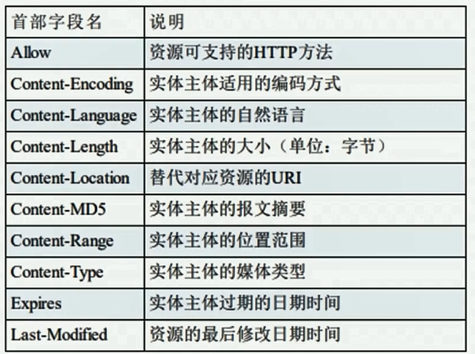 首部字段名 说明
Allow 资源可支持的HTTP方法
Content-Encoding 实体主体适用的编码方式
Content-Language 实体主体的自然语言
Content-Length 实体主体的大小（单位：字节）
Content-Location 替代对应资源的URI
Content-MD5 实体主体的报文摘要
Content-Range 实体主体的位置范围
Content-Type 实体主体的媒体类型
Expires 实体主体过期的日期时间
Last-Modified 资源的最后修改日期时间